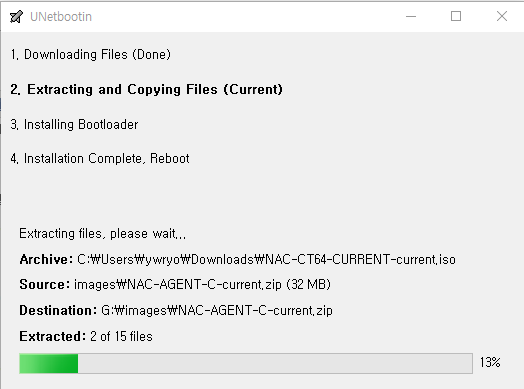 UNetbootin
1. Downloading Files (Done)
2. Extracting and Copying Files (Current)
3. Installing Bootloader
4. Installation Complete, Reboot
Extracting files, please wait...
Archive: C:₩Users₩ywryo₩Downloads₩NAC-CT64-CURRENT-current.iso
Source: images₩NAC-AGENT-C-current.zip (32 MB)
Destination: G:₩images₩NAC-AGENT-C-current.zip
Extracted: 2 of 15 files
13%